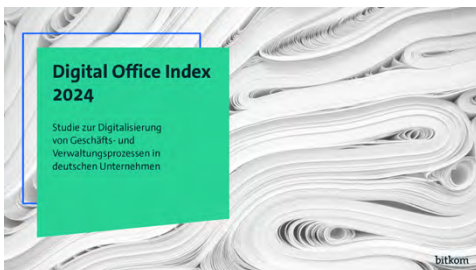 Digital Office Index
2024
Studie zur Digitalisierung
von Geschäfts- und
Verwaltungsprozessen in
deutschen Unternehmen
bitkom